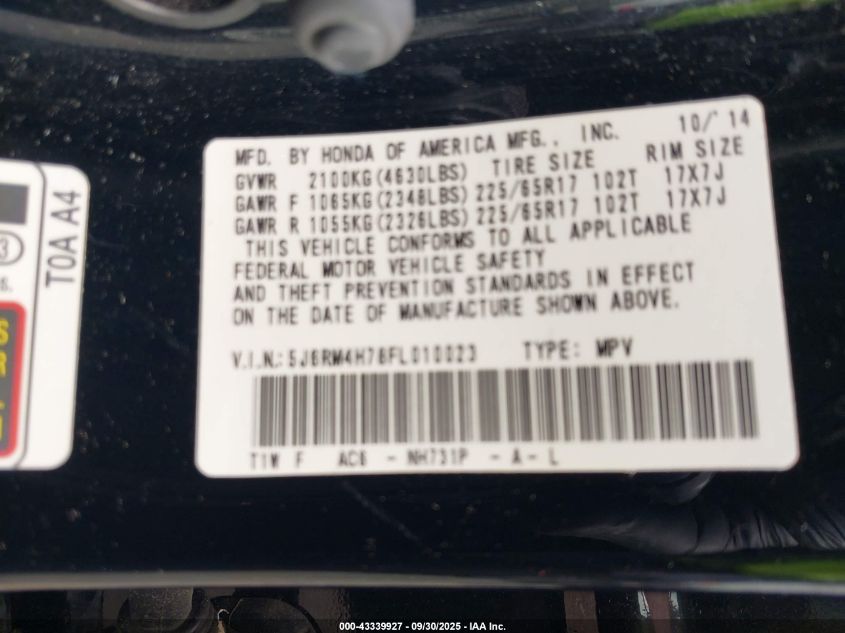 MFD. BY HONDA OF AMERICA MFG., INC. 10/'14
GVWR 2100KG(4630LBS) TIRE SIZE RIM SIZE
GAWR F 1065KG(2348LBS) 225/65R17 102T 17X7J
GAWR R 1055KG(2326LBS) 225/65R17 102T 17X7J
THIS VEHICLE CONFORMS TO ALL APPLICABLE
FEDERAL MOTOR VEHICLE SAFETY
AND THEFT PREVENTION STANDARDS IN EFFECT
ON THE DATE OF MANUFACTURE SHOWN ABOVE.
V.I.N.: 5J6RM4H78FL010023 TYPE: MPV
T1W F AC6 - NH731P - A - L
T0A A4
000-43339927 - 09/30/2025 - IAA Inc.